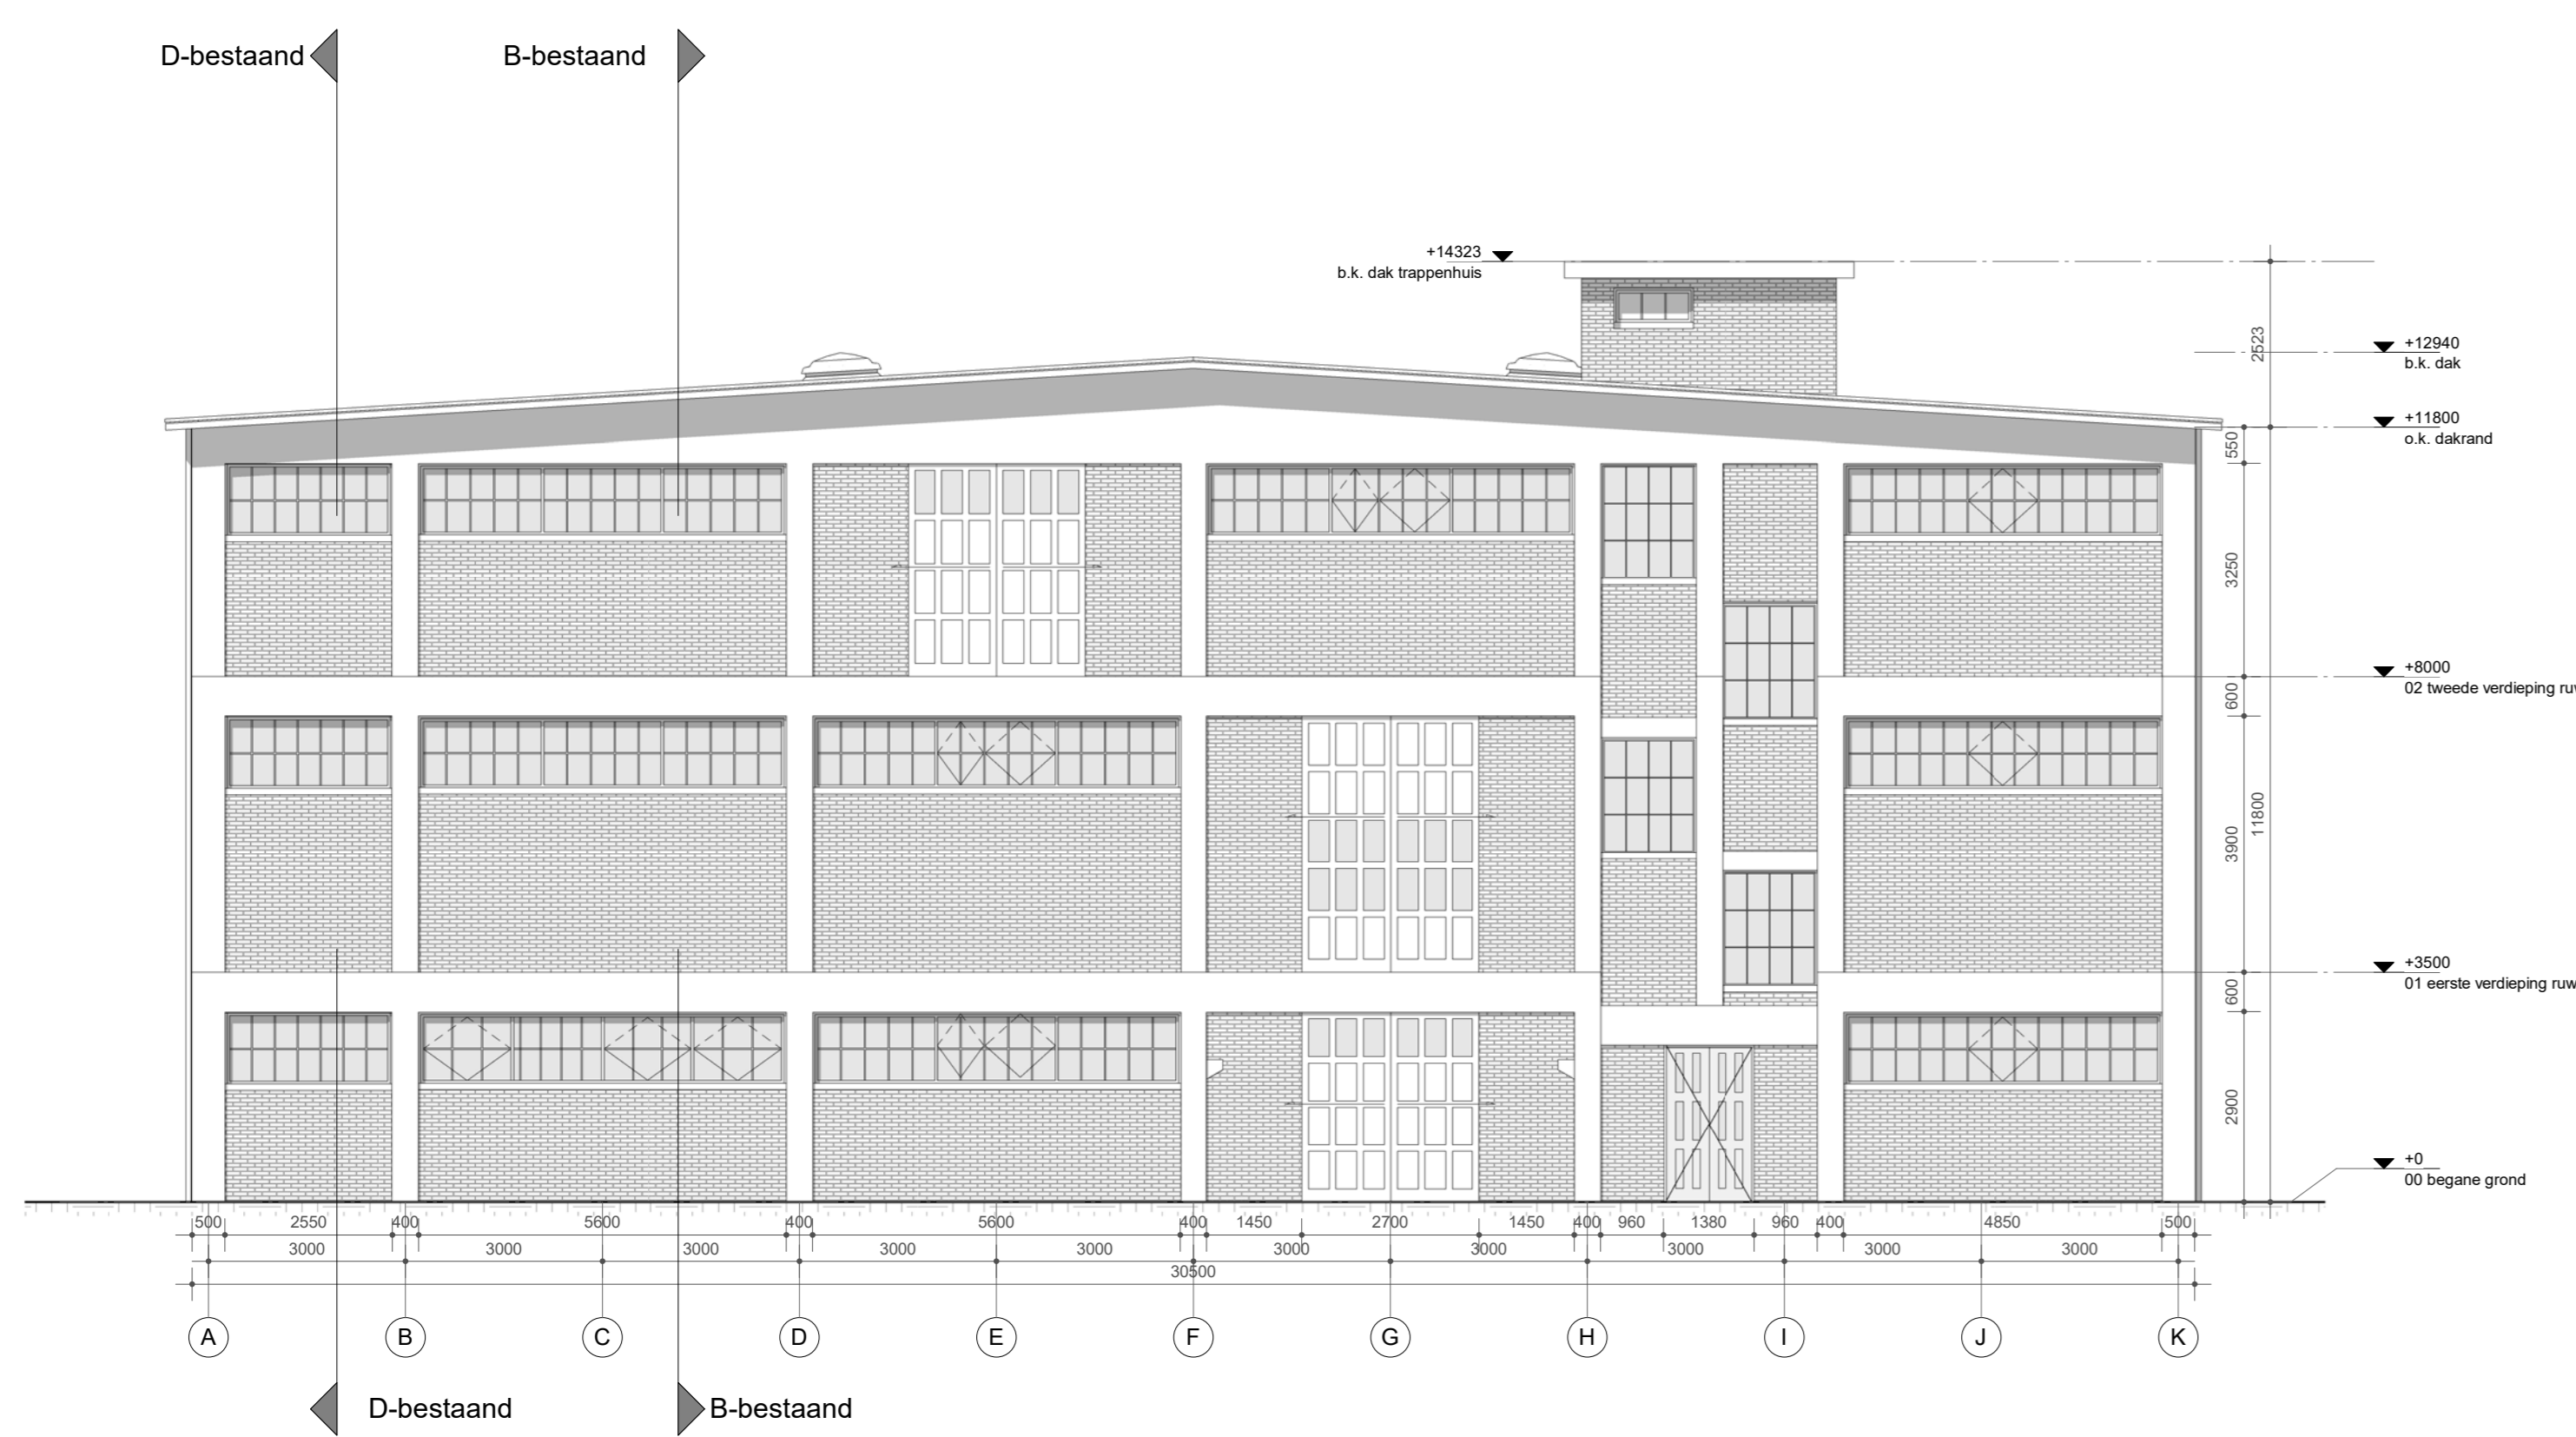 D-bestaand
B-bestaand
+14323
b.k. dak trappenhuis
2523
+12940
b.k. dak
+11800
o.k. dakrand
550
3250
+8000
02 tweede verdieping
600
3900
11800
+3500
01 eerste verdieping
600
2900
+0
00 begane grond
500 2550 400 5600 400 5600 400 1450 2700 1450 400 960 1380 960 400 4850 500
3000 3000 3000 3000 3000 3000 3000 3000 3000 3000
30500
A B C D E F G H I J K
D-bestaand
B-bestaand